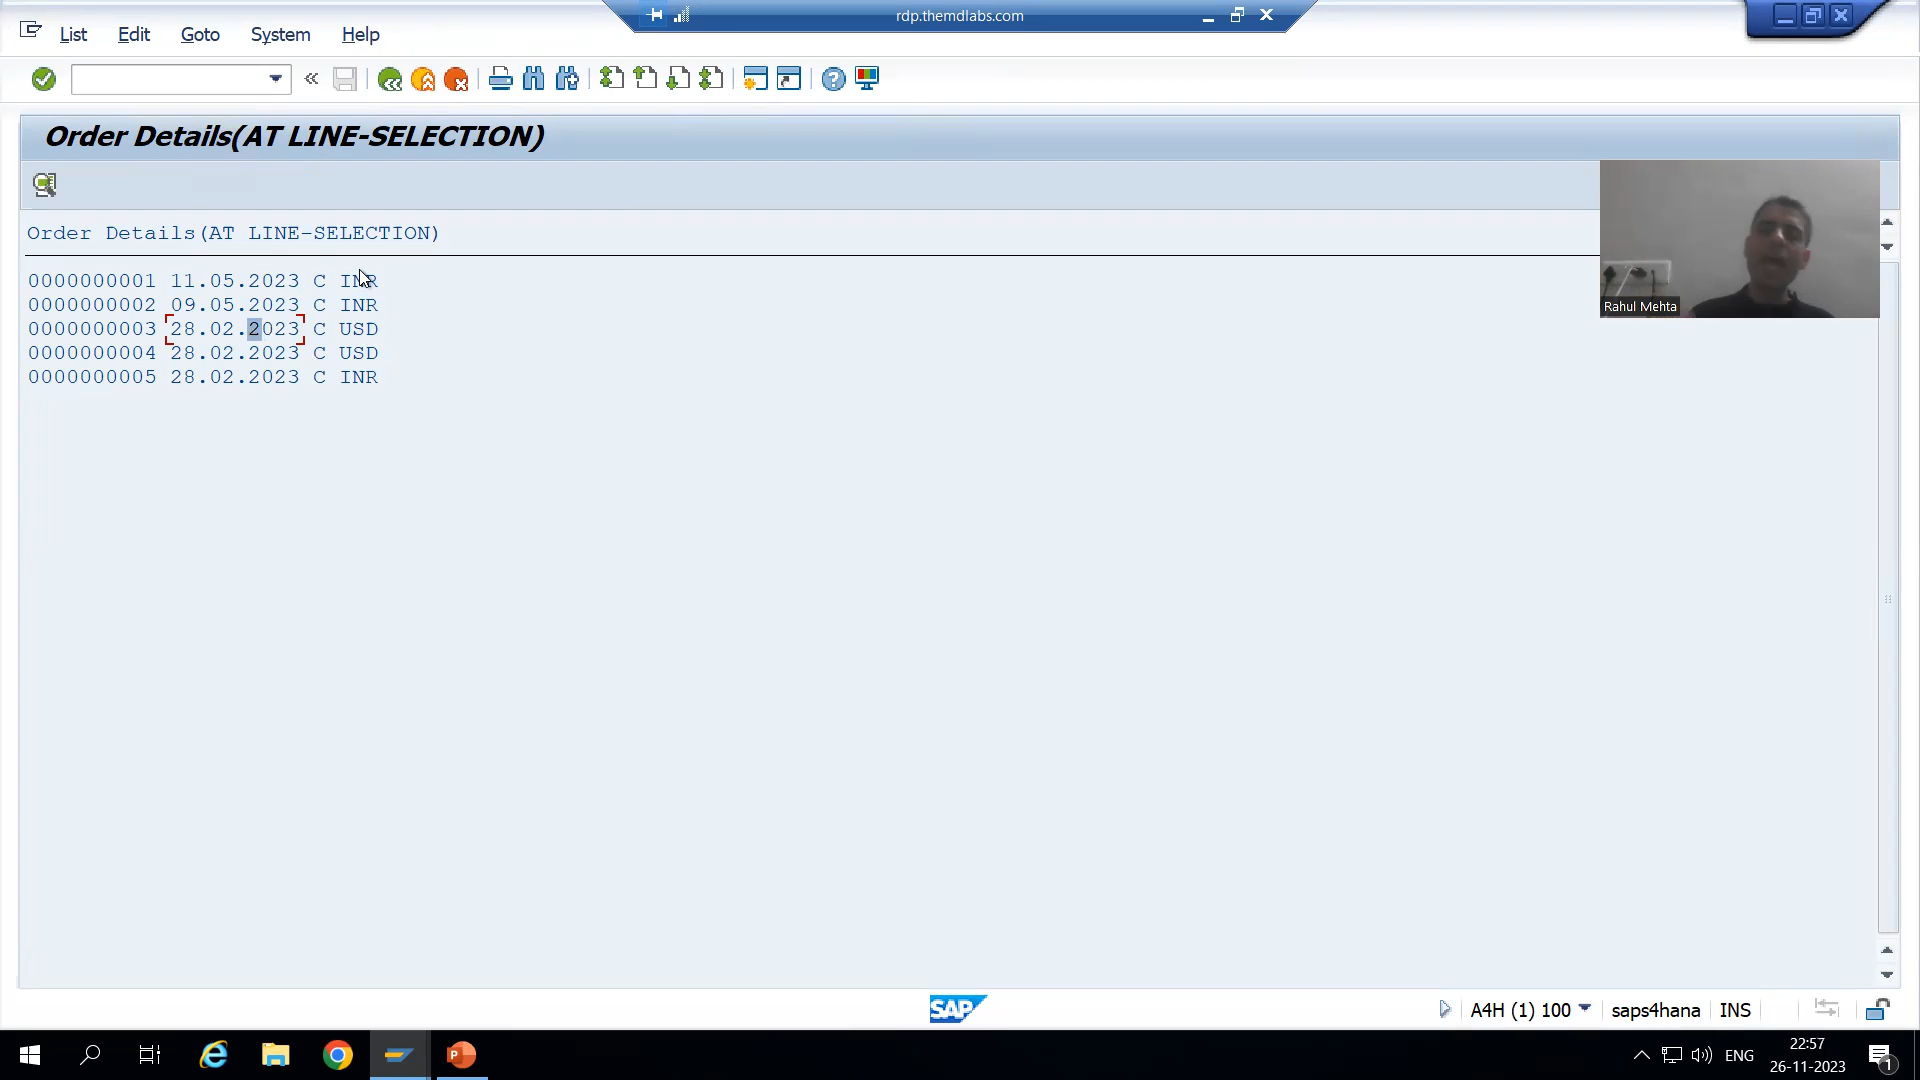 rdp.themdlabs.com
List Edit Goto System Help
Order Details(AT LINE-SELECTION)
Order Details(AT LINE-SELECTION)
0000000001 11.05.2023 C INR
0000000002 09.05.2023 C INR
0000000003 28.02.2023 C USD
0000000004 28.02.2023 C USD
0000000005 28.02.2023 C INR
Rahul Mehta
SAP
A4H (1) 100 saps4hana INS
ENG
22:57
26-11-2023
1